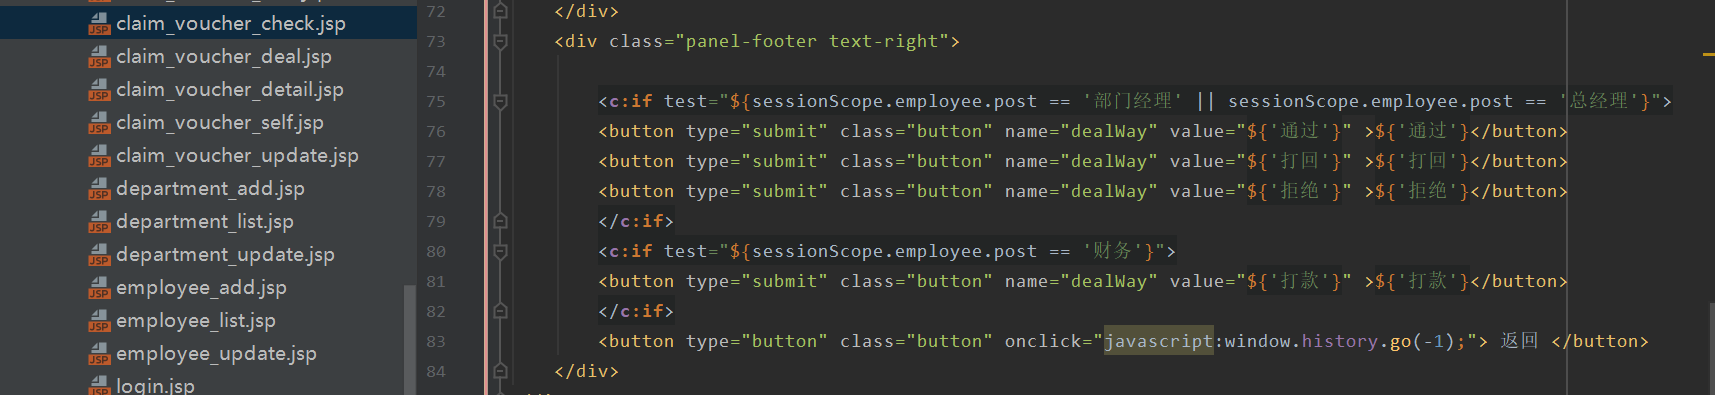 claim_voucher_check.jsp
claim_voucher_deal.jsp
claim_voucher_detail.jsp
claim_voucher_self.jsp
claim_voucher_update.jsp
department_add.jsp
department_list.jsp
department_update.jsp
employee_add.jsp
employee_list.jsp
employee_update.jsp
login.jsp
72 </div>
73 <div class="panel-footer text-right">
74
75 <c:if test="${sessionScope.employee.post == '部门经理' || sessionScope.employee.post == '总经理'}">
76 <button type="submit" class="button" name="dealWay" value="${'通过'}" >${'通过'}</button>
77 <button type="submit" class="button" name="dealWay" value="${'打回'}" >${'打回'}</button>
78 <button type="submit" class="button" name="dealWay" value="${'拒绝'}" >${'拒绝'}</button>
79 </c:if>
80 <c:if test="${sessionScope.employee.post == '财务'}">
81 <button type="submit" class="button" name="dealWay" value="${'打款'}" >${'打款'}</button>
82 </c:if>
83 <button type="button" class="button" onclick="javascript:window.history.go(-1);"> 返回 </button>
84 </div>